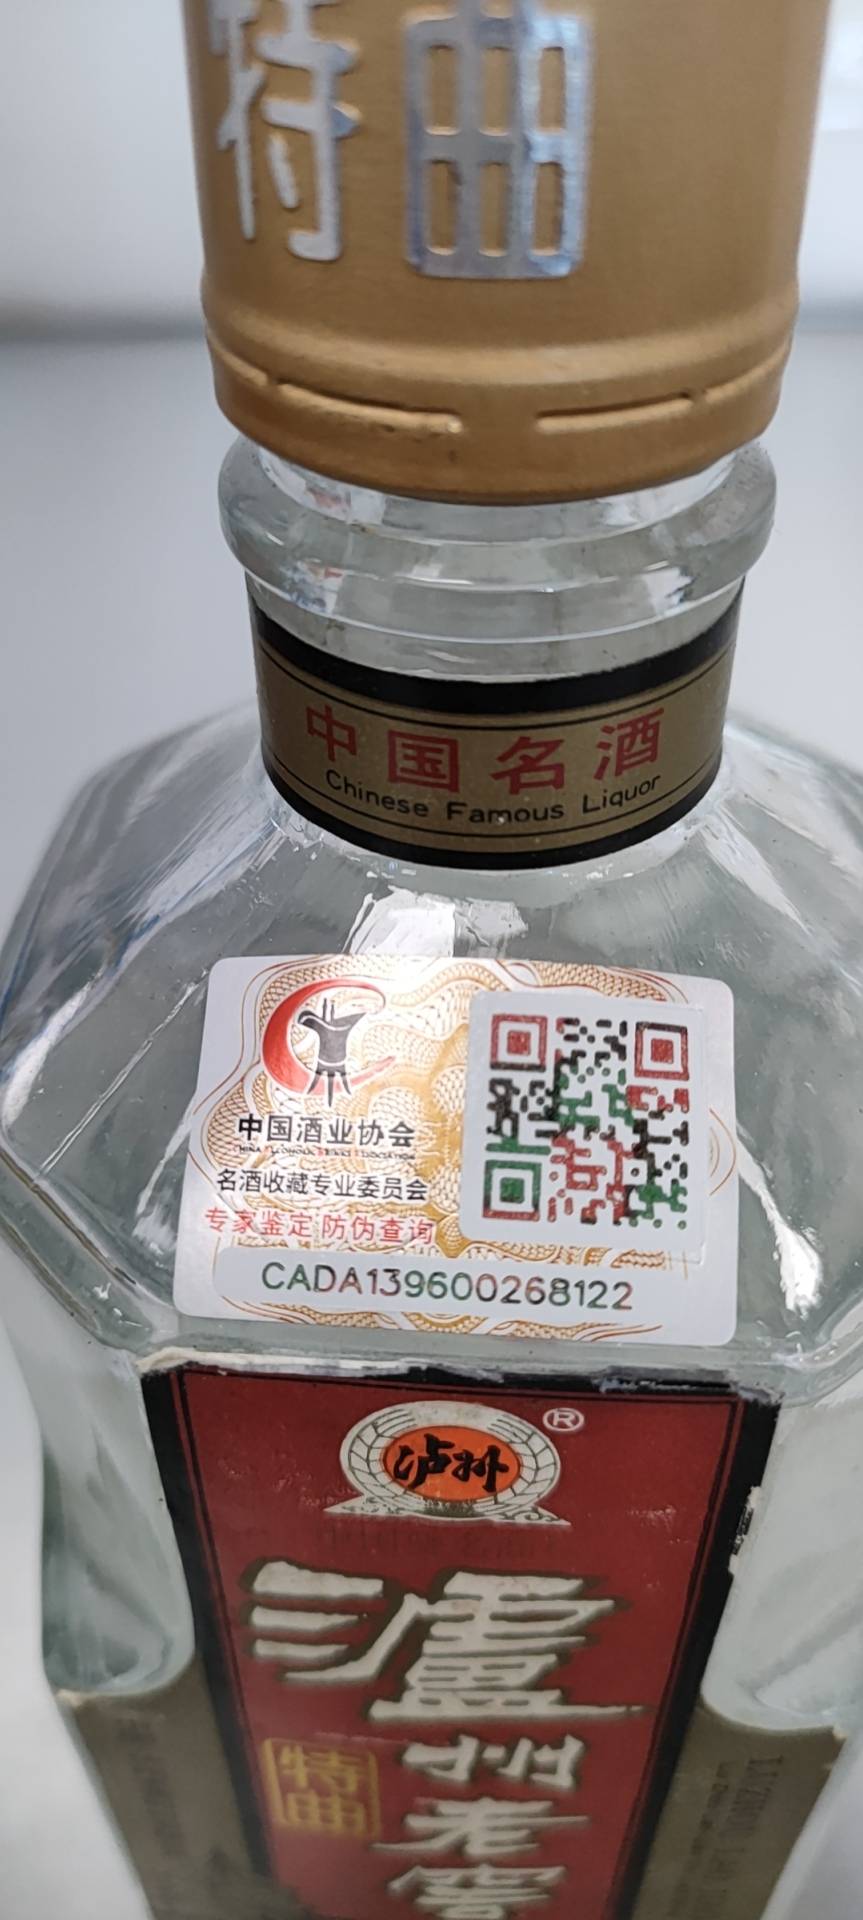 特曲
中国名酒
Chinese Famous Liquor
中国酒业协会
名酒收藏专业委员会
专家鉴定 防伪查询
CADA139600268122
泸州
®
瀘州老窖
特曲